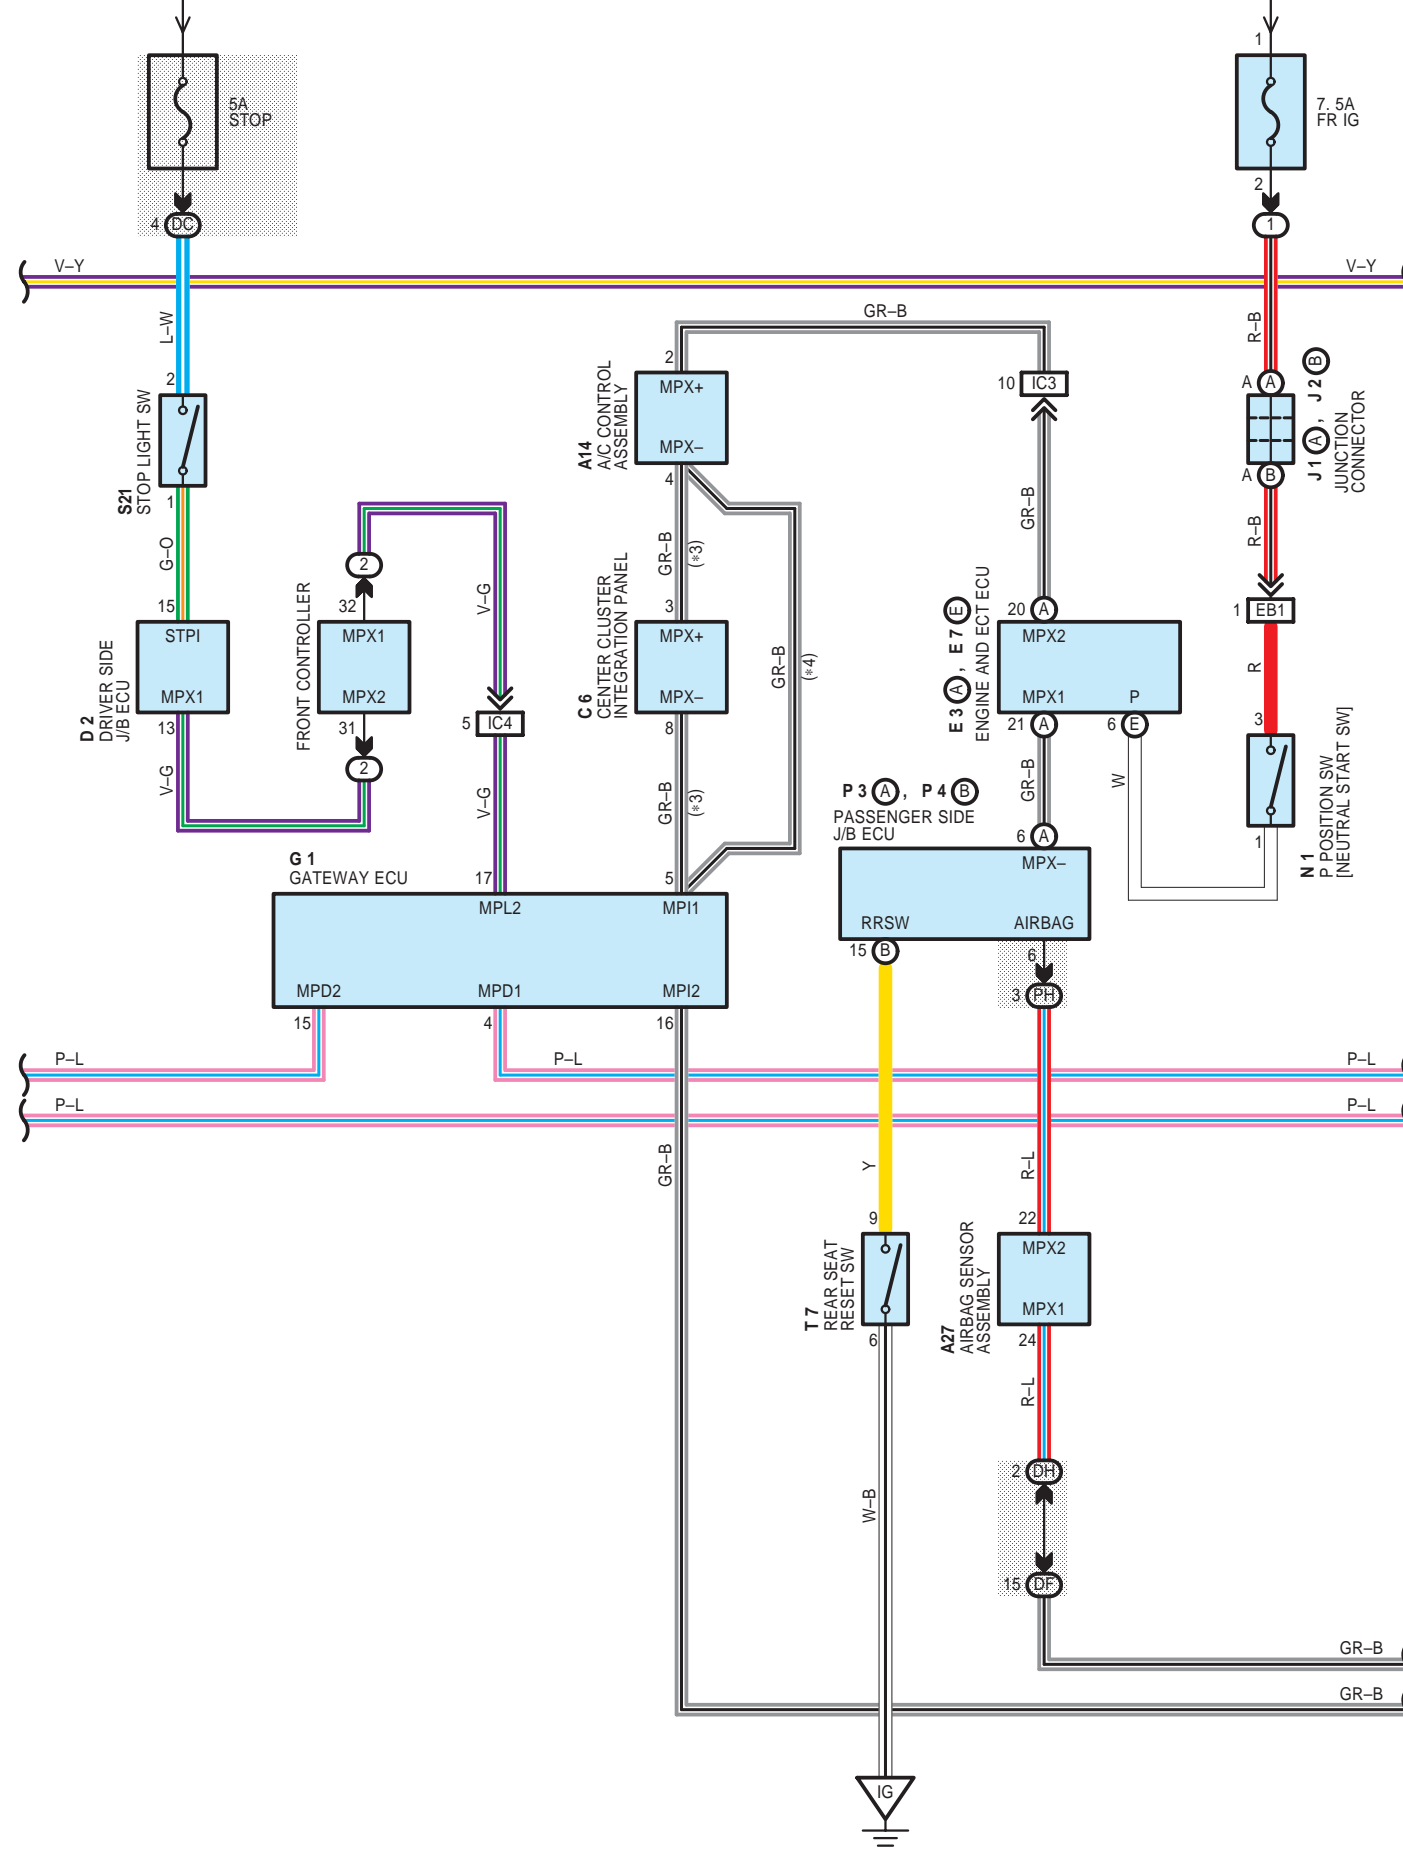 5A
STOP
1
7. 5A
FR IG
2
4 DC
1
V–Y
V–Y
L–W
GR–B
R–B
2
S21
STOP LIGHT SW
1
2
MPX+
MPX–
4
A14
A/C CONTROL
ASSEMBLY
10 IC3
A A
A B
J 1 A , J 2 B
JUNCTION
CONNECTOR
G–O
2
V–G
GR–B
(*3)
GR–B
R–B
15
STPI
MPX1
13
D 2
DRIVER SIDE
J/B ECU
32
MPX1
MPX2
31
FRONT CONTROLLER
2
5 IC4
3
MPX+
MPX–
8
C 6
CENTER CLUSTER
INTEGRATION PANEL
GR–B
(*4)
20 A
MPX2
MPX1
P
21 A
6 E
E 3 A , E 7 E
ENGINE AND ECT ECU
1 EB1
R
3
1
N 1
P POSITION SW
[NEUTRAL START SW]
V–G
V–G
GR–B
(*3)
GR–B
W
P 3 A , P 4 B
PASSENGER SIDE
J/B ECU
6 A
MPX–
RRSW
AIRBAG
15 B
6
3 PH
G 1
GATEWAY ECU
17
5
MPL2
MPI1
MPD2
MPD1
MPI2
15
4
16
P–L
P–L
P–L
P–L
P–L
GR–B
Y
R–L
9
6
T 7
REAR SEAT
RESET SW
22
MPX2
MPX1
24
A27
AIRBAG SENSOR
ASSEMBLY
R–L
W–B
2 DH
15 DF
GR–B
GR–B
IG